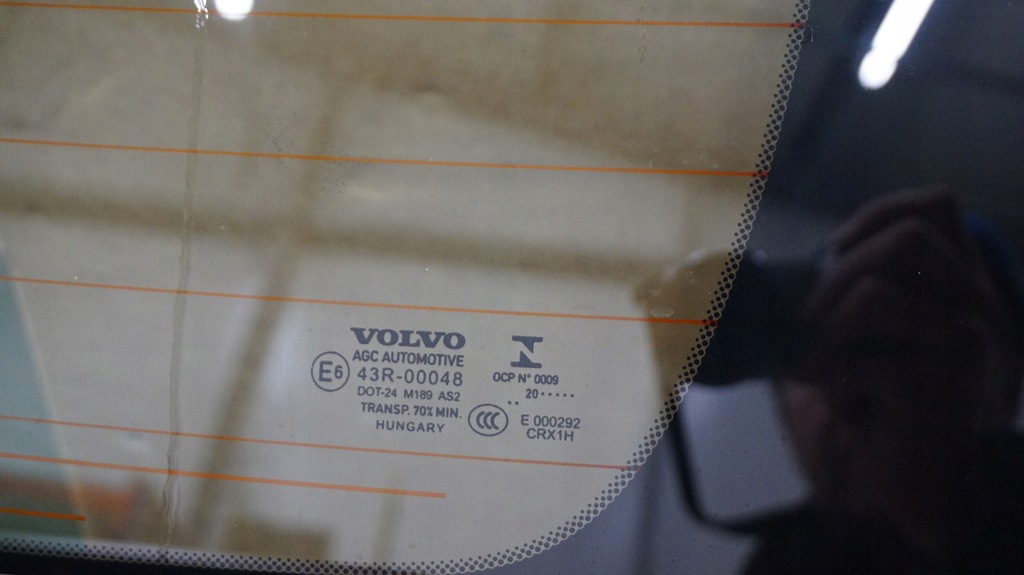 VOLVO
AGC AUTOMOTIVE
E6 43R-00048
DOT-24 M189 AS2
TRANSP. 70% MIN.
HUNGARY
N
OCP N° 0009
•• 20 •••••
CCC
E 000292
CRX1H